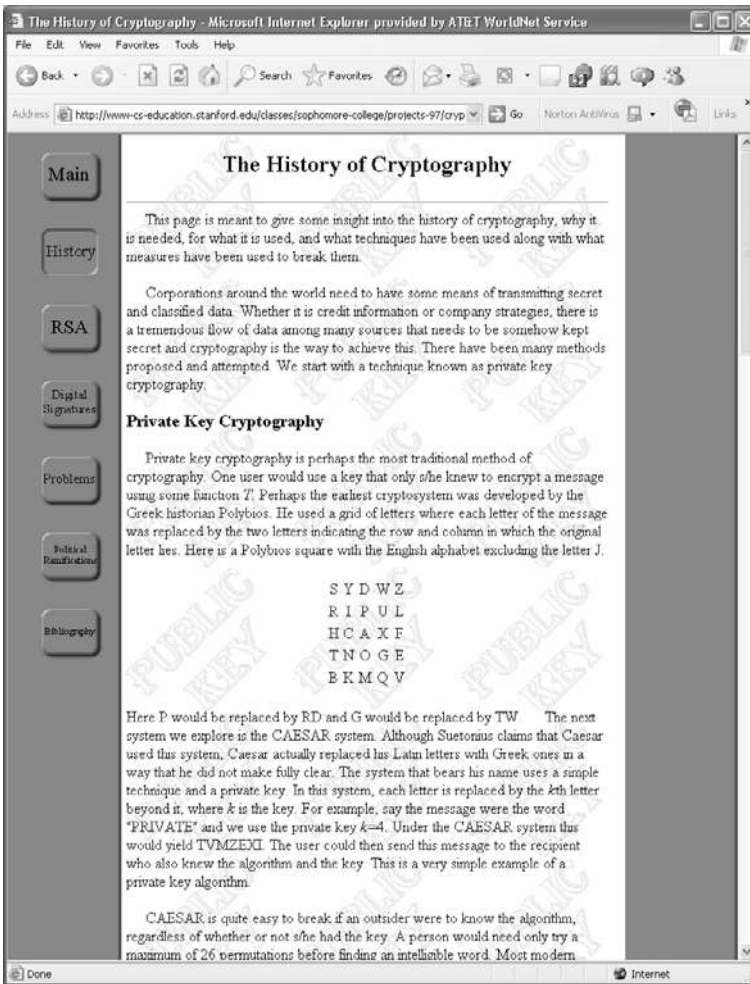 The History of Cryptography - Microsoft Internet Explorer provided by AT&T WorldNet Service
File Edit View Favorites Tools Help
Back Search Favorites
Address http://www-cs-education.stanford.edu/classes/sophomore-college/projects-97/cryp Go Norton AntiVirus Links
Main
History
RSA
Digital
Signatures
Problems
Political
Ramifications
Bibliography
The History of Cryptography
This page is meant to give some insight into the history of cryptography, why it
is needed, for what it is used, and what techniques have been used along with what
measures have been used to break them.
Corporations around the world need to have some means of transmitting secret
and classified data. Whether it is credit information or company strategies, there is
a tremendous flow of data among many sources that needs to be somehow kept
secret and cryptography is the way to achieve this. There have been many methods
proposed and attempted. We start with a technique known as private key
cryptography.
Private Key Cryptography
Private key cryptography is perhaps the most traditional method of
cryptography. One user would use a key that only s/he knew to encrypt a message
using some function T. Perhaps the earliest cryptosystem was developed by the
Greek historian Polybios. He used a grid of letters where each letter of the message
was replaced by the two letters indicating the row and column in which the original
letter lies. Here is a Polybios square with the English alphabet excluding the letter J.
S Y D W Z
R I P U L
H C A X F
T N O G E
B K M Q V
Here P would be replaced by RD and G would be replaced by TW. The next
system we explore is the CAESAR system. Although Suetonius claims that Caesar
used this system, Caesar actually replaced his Latin letters with Greek ones in a
way that he did not make fully clear. The system that bears his name uses a simple
technique and a private key. In this system, each letter is replaced by the kth letter
beyond it, where k is the key. For example, say the message were the word
"PRIVATE" and we use the private key k=4. Under the CAESAR system this
would yield TVMZEXI. The user could then send this message to the recipient
who also knew the algorithm and the key. This is a very simple example of a
private key algorithm.
CAESAR is quite easy to break if an outsider were to know the algorithm,
regardless of whether or not s/he had the key. A person would need only try a
maximum of 26 permutations before finding an intelligible word. Most modern
PUBLIC KEY
Done Internet